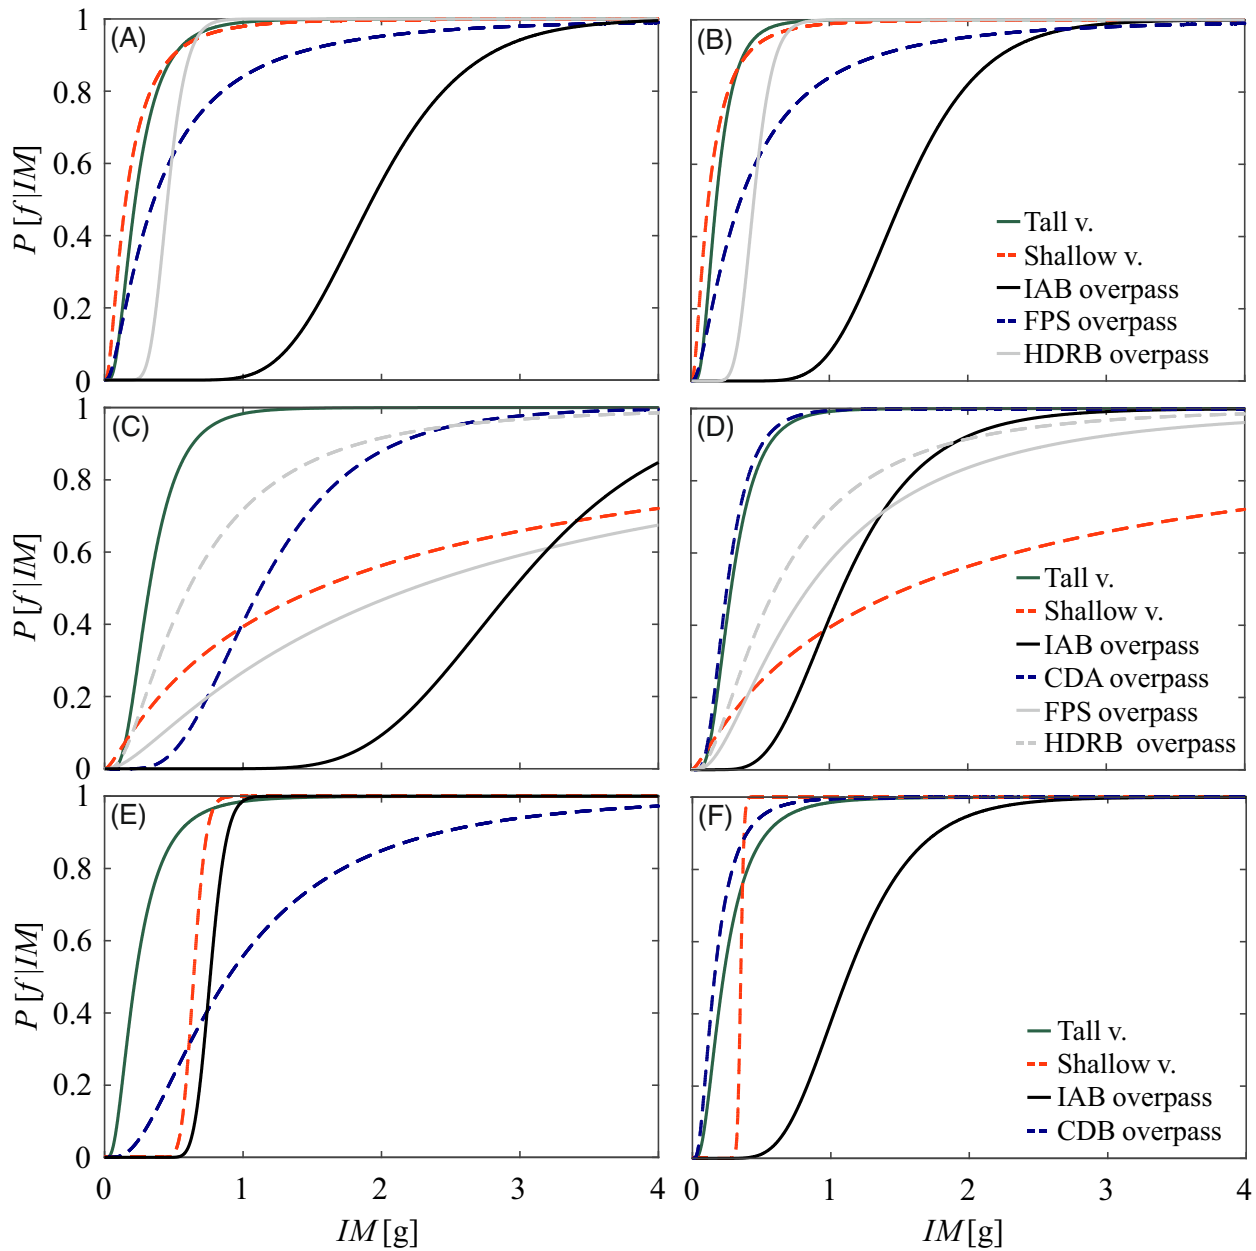 (A)
1
0.8
0.6
0.4
0.2
0
P [f|IM]
(B)
Tall v.
Shallow v.
IAB overpass
FPS overpass
HDRB overpass
(C)
1
0.8
0.6
0.4
0.2
0
P [f|IM]
(D)
Tall v.
Shallow v.
IAB overpass
CDA overpass
FPS overpass
HDRB overpass
(E)
1
0.8
0.6
0.4
0.2
0
P [f|IM]
0 1 2 3 4
IM [g]
(F)
Tall v.
Shallow v.
IAB overpass
CDB overpass
0 1 2 3 4
IM [g]